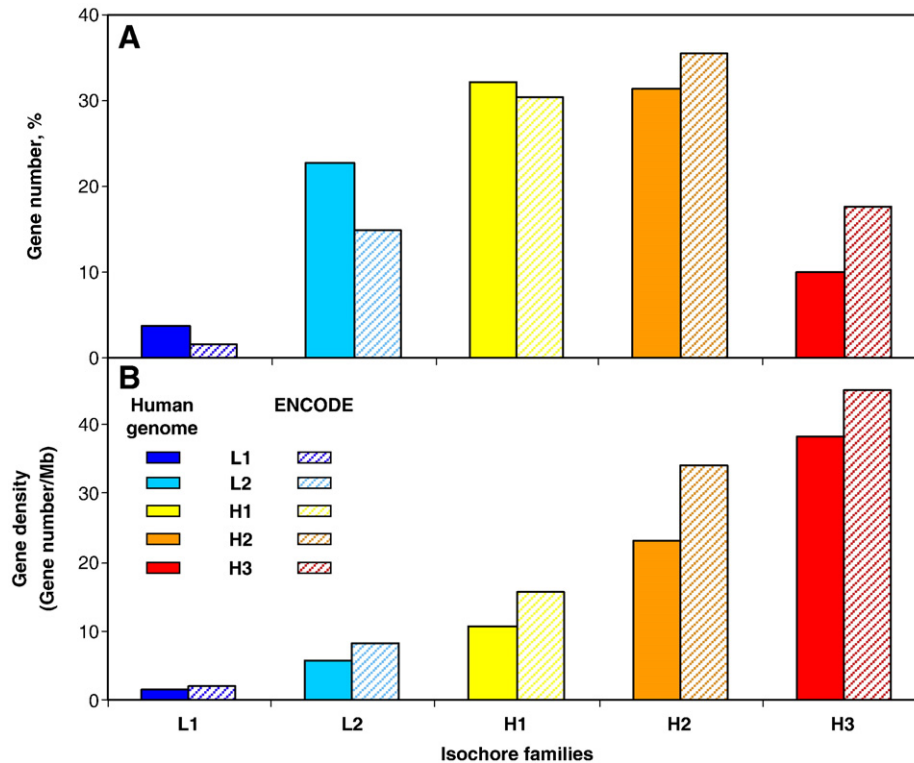 A
40
30
20
10
0
Gene number, %
B
Human genome
ENCODE
L1
L2
H1
H2
H3
40
30
20
10
0
Gene density
(Gene number/Mb)
L1 L2 H1 H2 H3
Isochore families